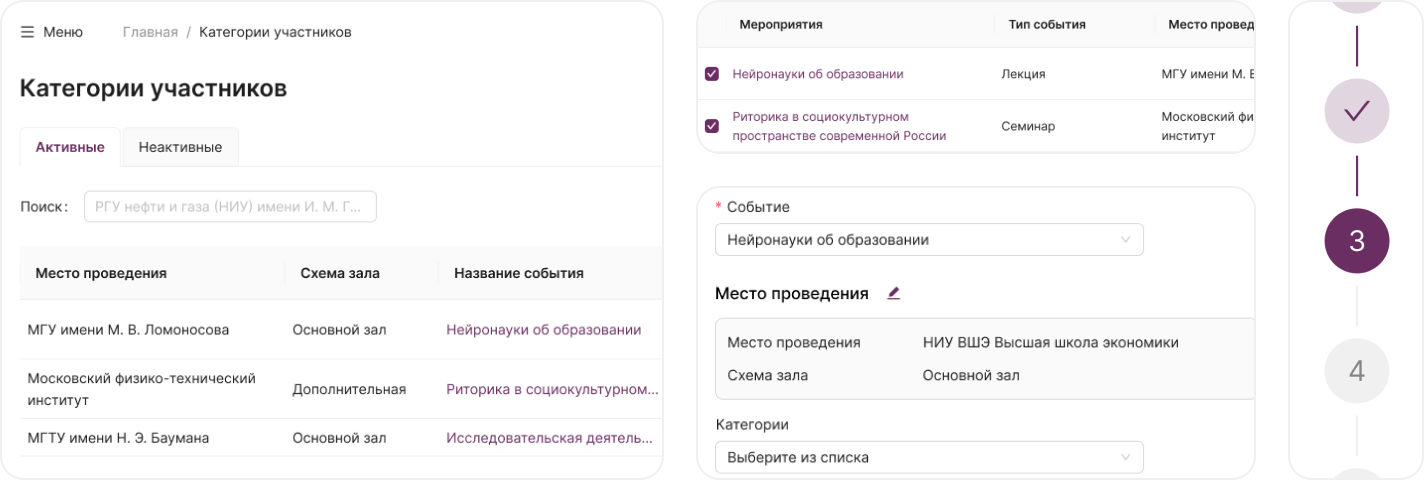 Меню Главная / Категории участников
Категории участников
Активные Неактивные
Поиск: РГУ нефти и газа (НИУ) имени И. М. Г...
Место проведения Схема зала Название события
МГУ имени М. В. Ломоносова Основной зал Нейронауки об образовании
Московский физико-технический
институт Дополнительная Риторика в социокультурном...
МГТУ имени Н. Э. Баумана Основной зал Исследовательская деятель...
Мероприятия Тип события Место провед
Нейронауки об образовании Лекция МГУ имени М. В
Риторика в социокультурном
пространстве современной России Семинар Московский фи
институт
* Событие
Нейронауки об образовании
Место проведения
Место проведения НИУ ВШЭ Высшая школа экономики
Схема зала Основной зал
Категории
Выберите из списка
3
4